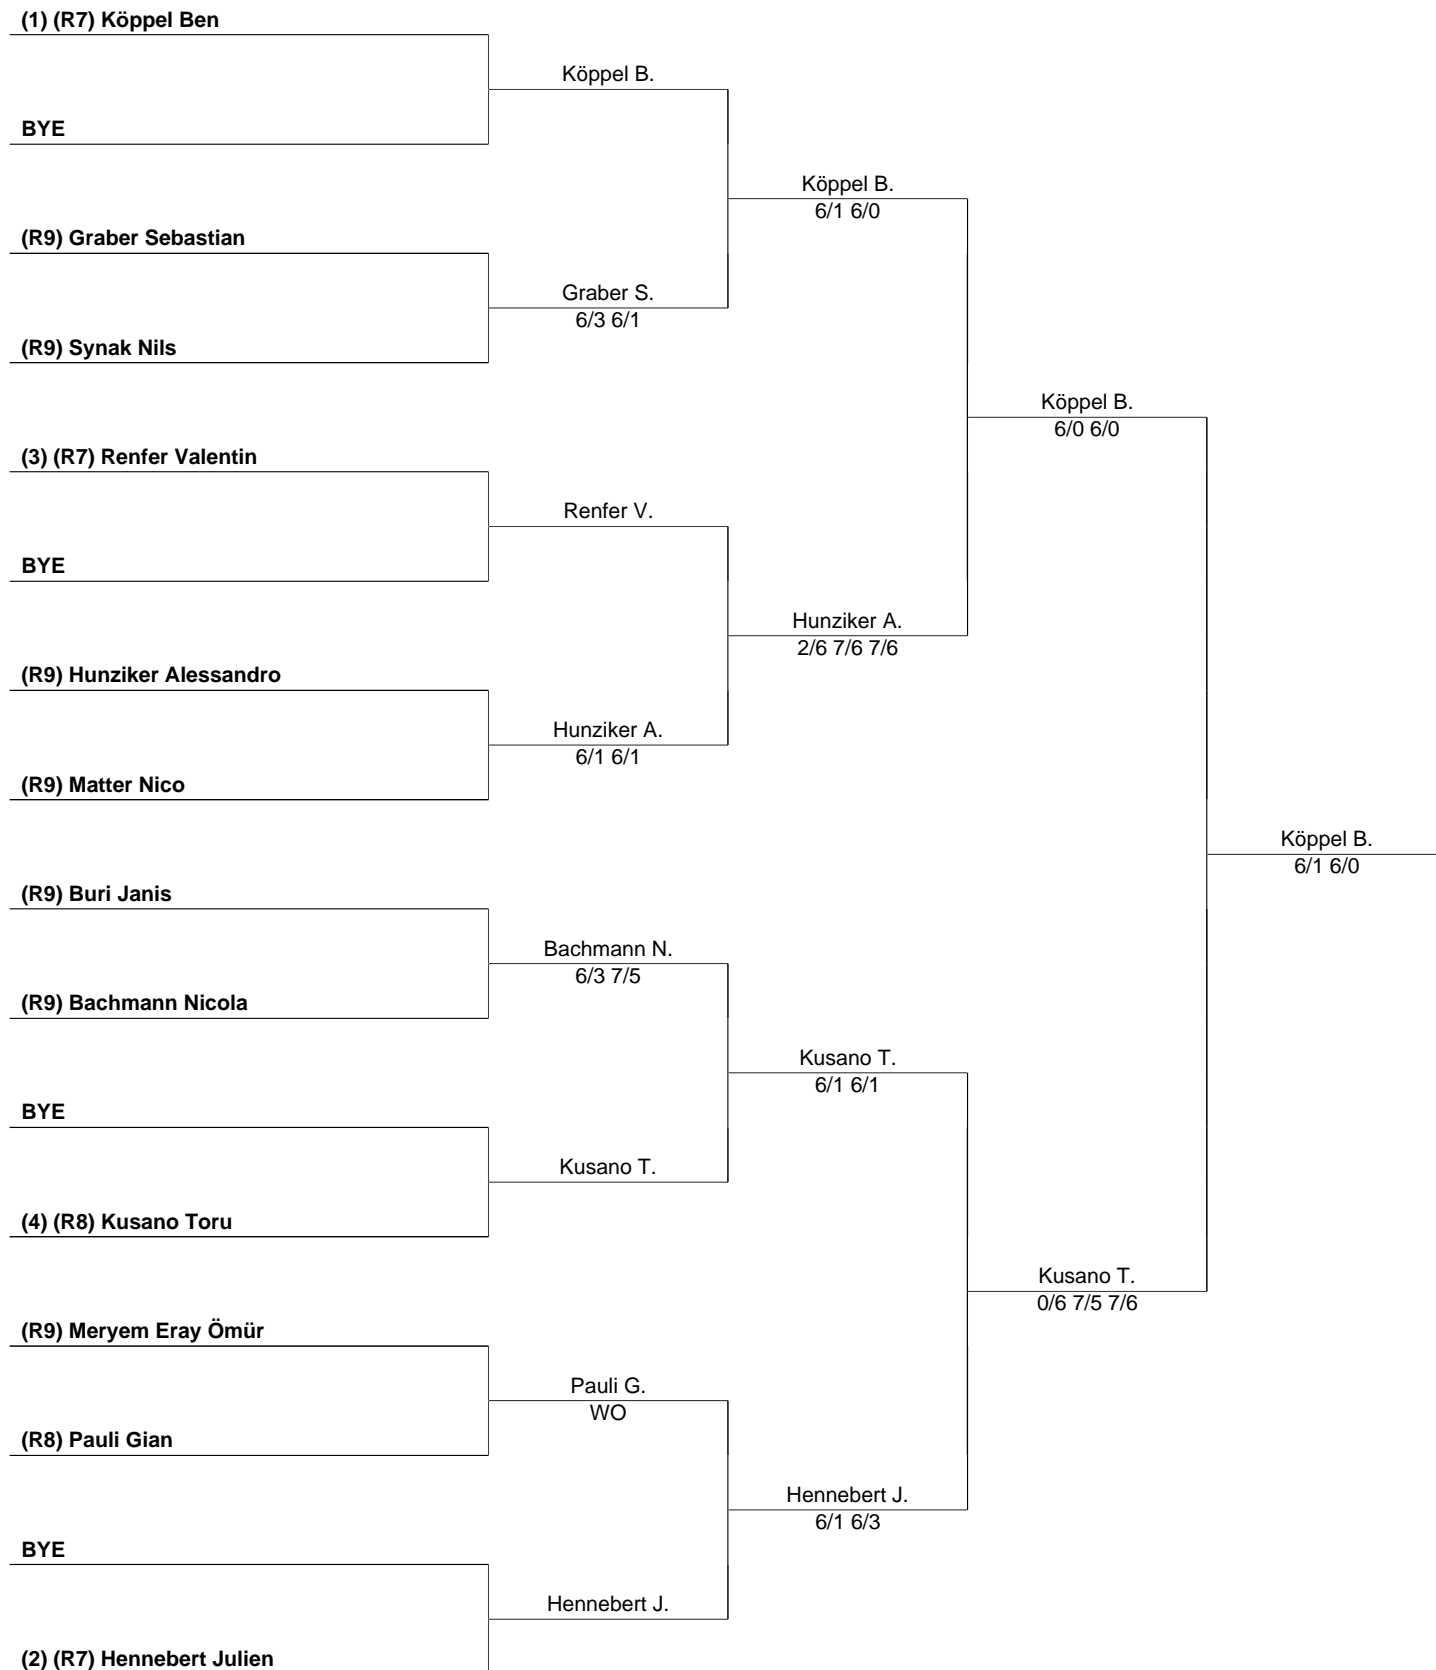 (1) (R7) Köppel Ben
Köppel B.
BYE
Köppel B.
6/1 6/0
(R9) Graber Sebastian
Graber S.
6/3 6/1
(R9) Synak Nils
Köppel B.
6/0 6/0
(3) (R7) Renfer Valentin
Renfer V.
BYE
Hunziker A.
2/6 7/6 7/6
(R9) Hunziker Alessandro
Hunziker A.
6/1 6/1
(R9) Matter Nico
Köppel B.
6/1 6/0
(R9) Buri Janis
Bachmann N.
6/3 7/5
(R9) Bachmann Nicola
Kusano T.
6/1 6/1
BYE
Kusano T.
(4) (R8) Kusano Toru
Kusano T.
0/6 7/5 7/6
(R9) Meryem Eray Ömür
Pauli G.
WO
(R8) Pauli Gian
Hennebert J.
6/1 6/3
BYE
Hennebert J.
(2) (R7) Hennebert Julien